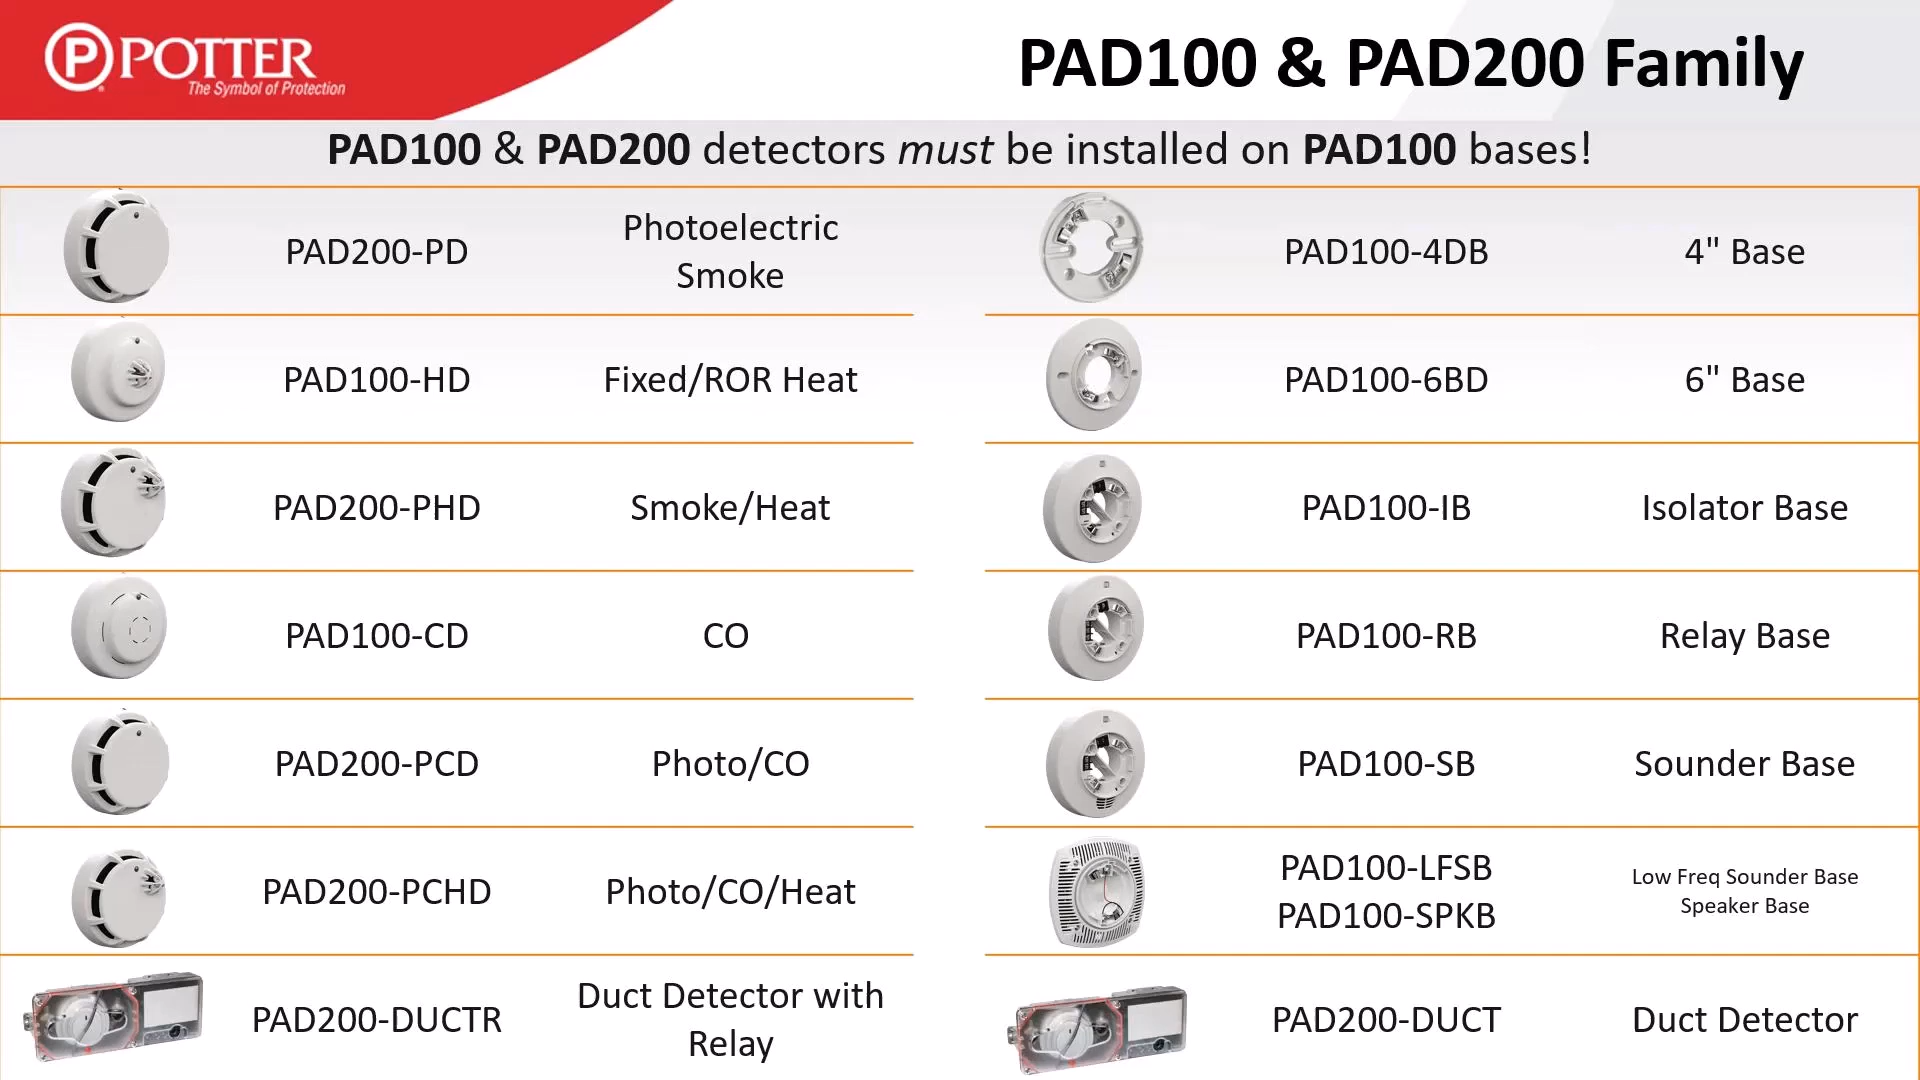 POTTER
The Symbol of Protection
PAD100 & PAD200 Family
PAD100 & PAD200 detectors must be installed on PAD100 bases!
PAD200-PD
Photoelectric
Smoke
PAD100-4DB
4" Base
PAD100-HD
Fixed/ROR Heat
PAD100-6BD
6" Base
PAD200-PHD
Smoke/Heat
PAD100-IB
Isolator Base
PAD100-CD
CO
PAD100-RB
Relay Base
PAD200-PCD
Photo/CO
PAD100-SB
Sounder Base
PAD200-PCHD
Photo/CO/Heat
PAD100-LFSB
PAD100-SPKB
Low Freq Sounder Base
Speaker Base
PAD200-DUCTR
Duct Detector with
Relay
PAD200-DUCT
Duct Detector